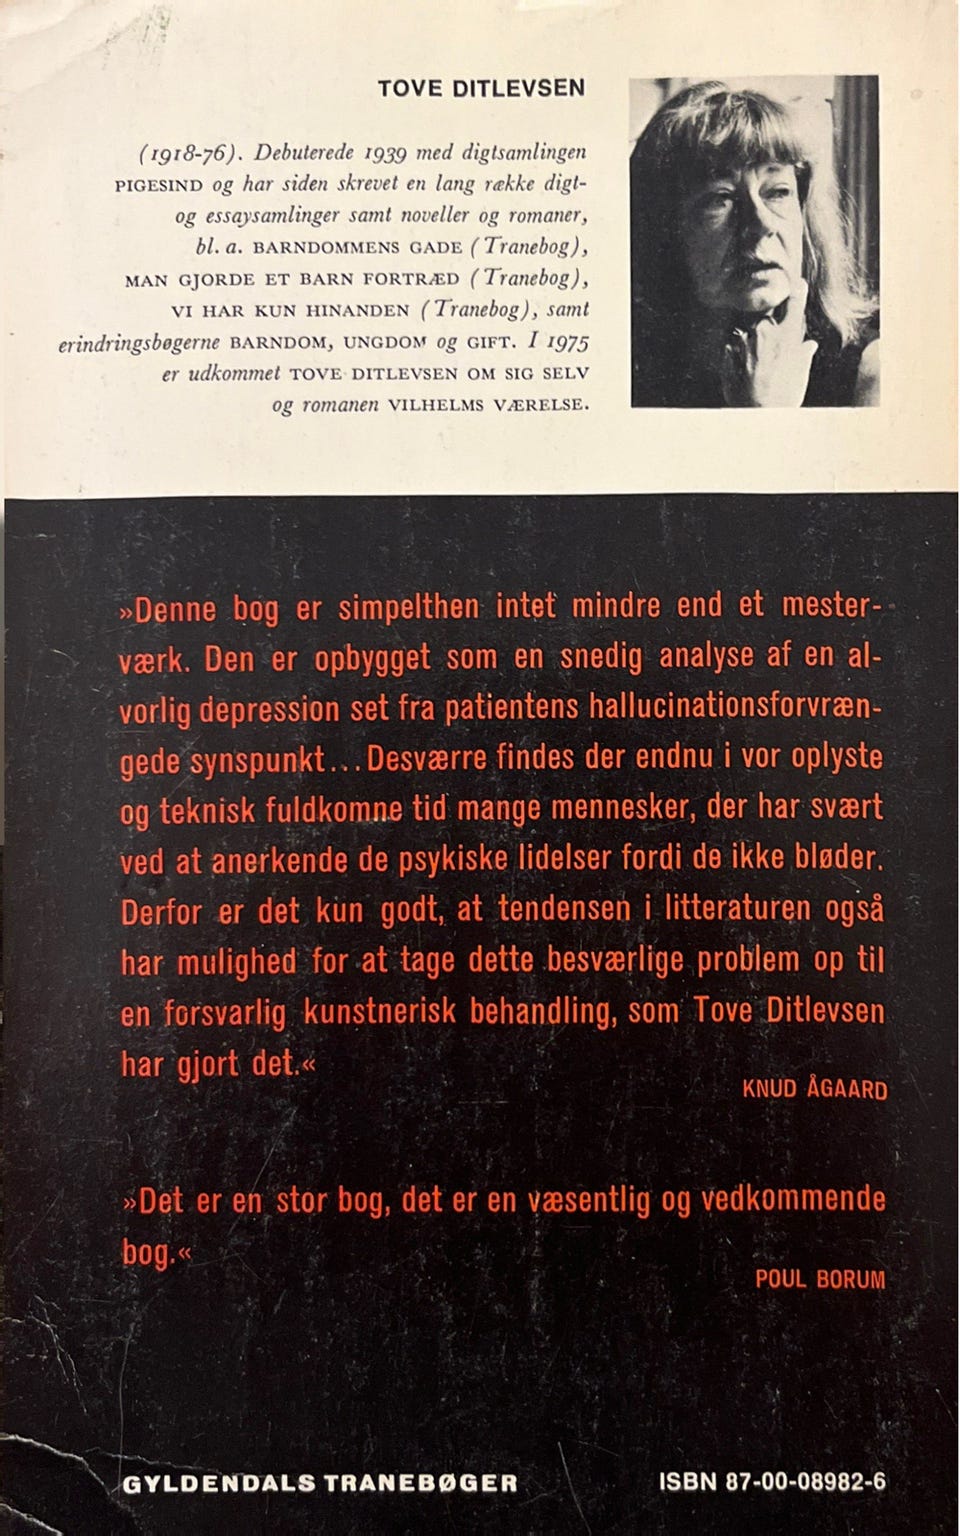 TOVE DITLEVSEN
(1918-76). Debuterede 1939 med digtsamlingen
PIGESIND og har siden skrevet en lang række digt-
og essaysamlinger samt noveller og romaner,
bl. a. BARNDOMMENS GADE (Tranebog),
MAN GJORDE ET BARN FORTRÆD (Tranebog),
VI HAR KUN HINANDEN (Tranebog), samt
erindringsbøgerne BARNDOM, UNGDOM og GIFT. I 1975
er udkommet TOVE DITLEVSEN OM SIG SELV
og romanen VILHELMS VÆRELSE.
»Denne bog er simpelthen intet mindre end et mester-
værk. Den er opbygget som en snedig analyse af en al-
vorlig depression set fra patientens hallucinationsforvræn-
gede synspunkt... Desværre findes der endnu i vor oplyste
og teknisk fuldkomne tid mange mennesker, der har svært
ved at anerkende de psykiske lidelser fordi de ikke bløder.
Derfor er det kun godt, at tendensen i litteraturen også
har mulighed for at tage dette besværlige problem op til
en forsvarlig kunstnerisk behandling, som Tove Ditlevsen
har gjort det.«
KNUD ÅGAARD
»Det er en stor bog, det er en væsentlig og vedkommende
bog.«
POUL BORUM
GYLDENDALS TRANEBØGER
ISBN 87-00-08982-6